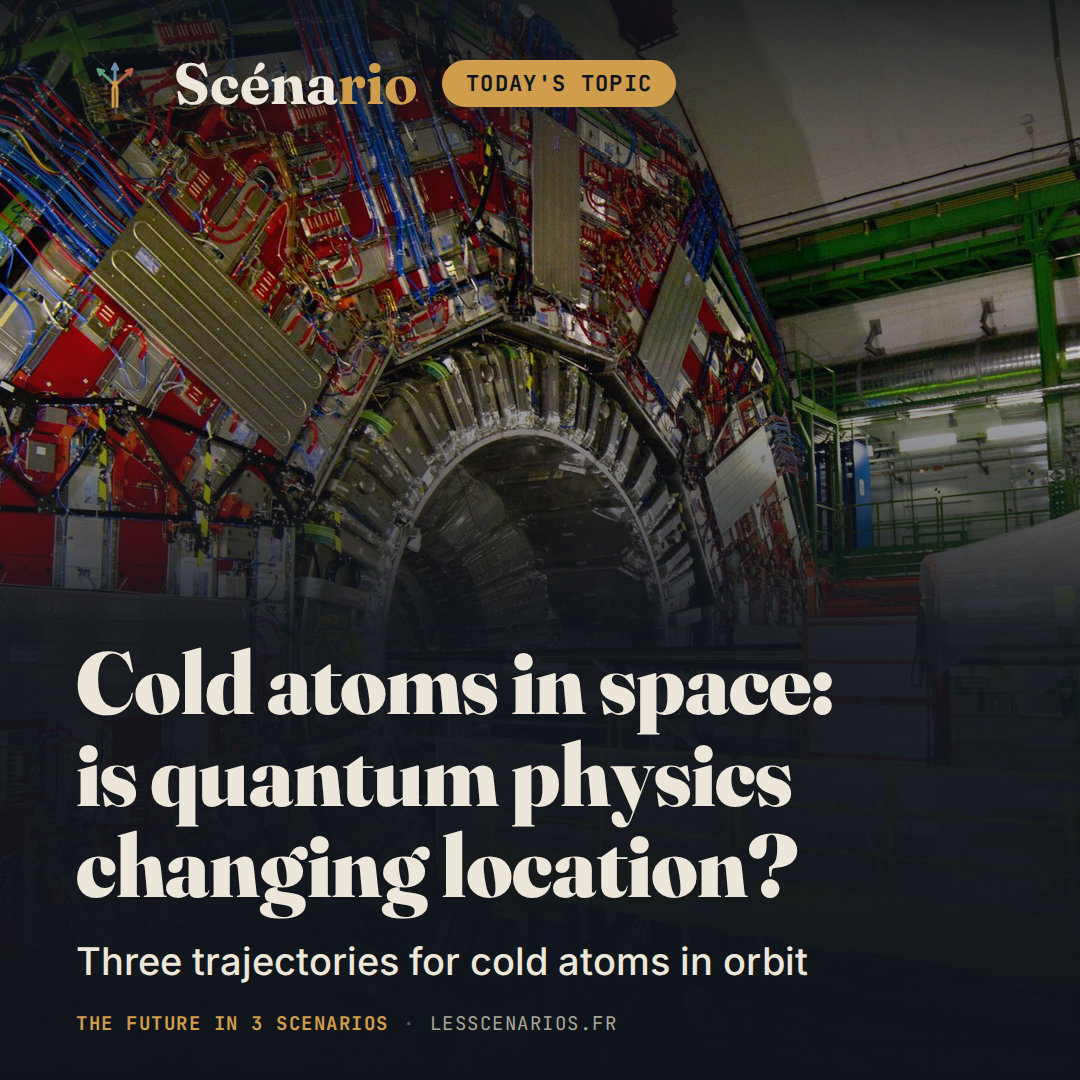 Scénario
TODAY'S TOPIC
Cold atoms in space:
is quantum physics
changing location?
Three trajectories for cold atoms in orbit
THE FUTURE IN 3 SCENARIOS · LESSCENARIOS.FR